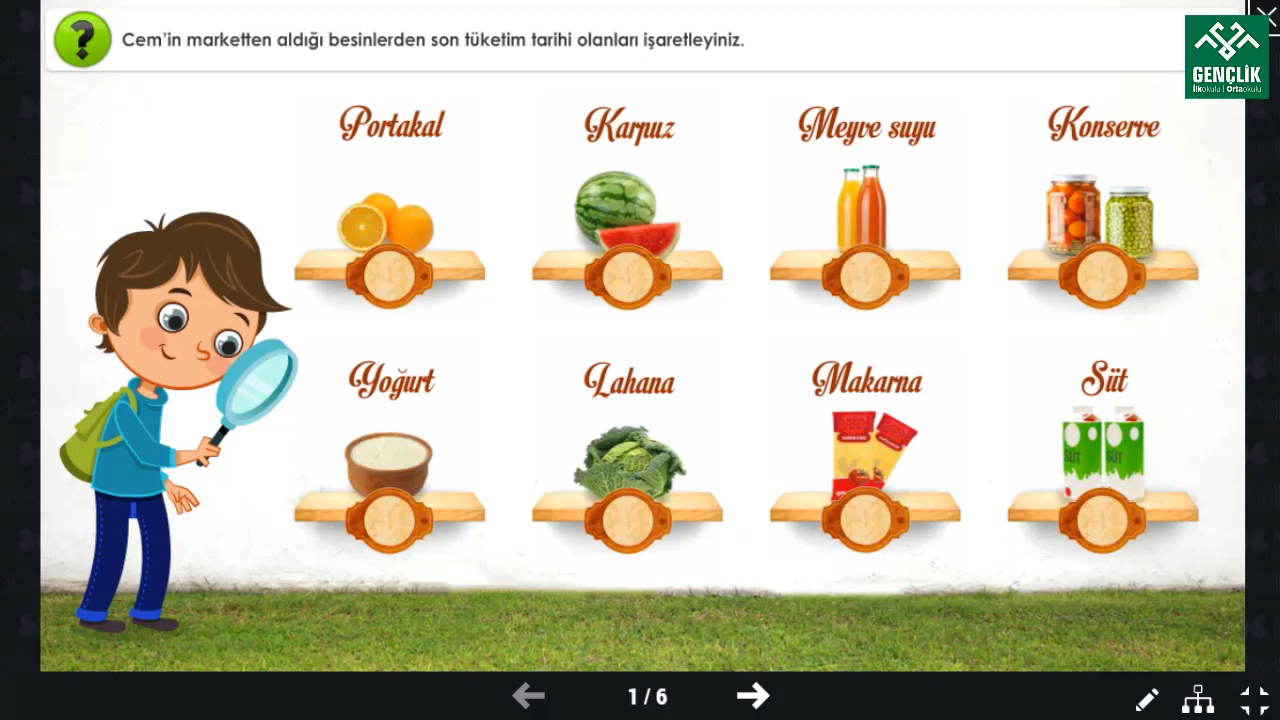 Cem'in marketten aldığı besinlerden son tüketim tarihi olanları işaretleyiniz.
GENÇLİK
İlkokulu | Ortaokulu
Portakal
Karpuz
Meyve suyu
Konserve
Yoğurt
Lahana
Makarna
Süt
SÜT
SÜT
1 / 6